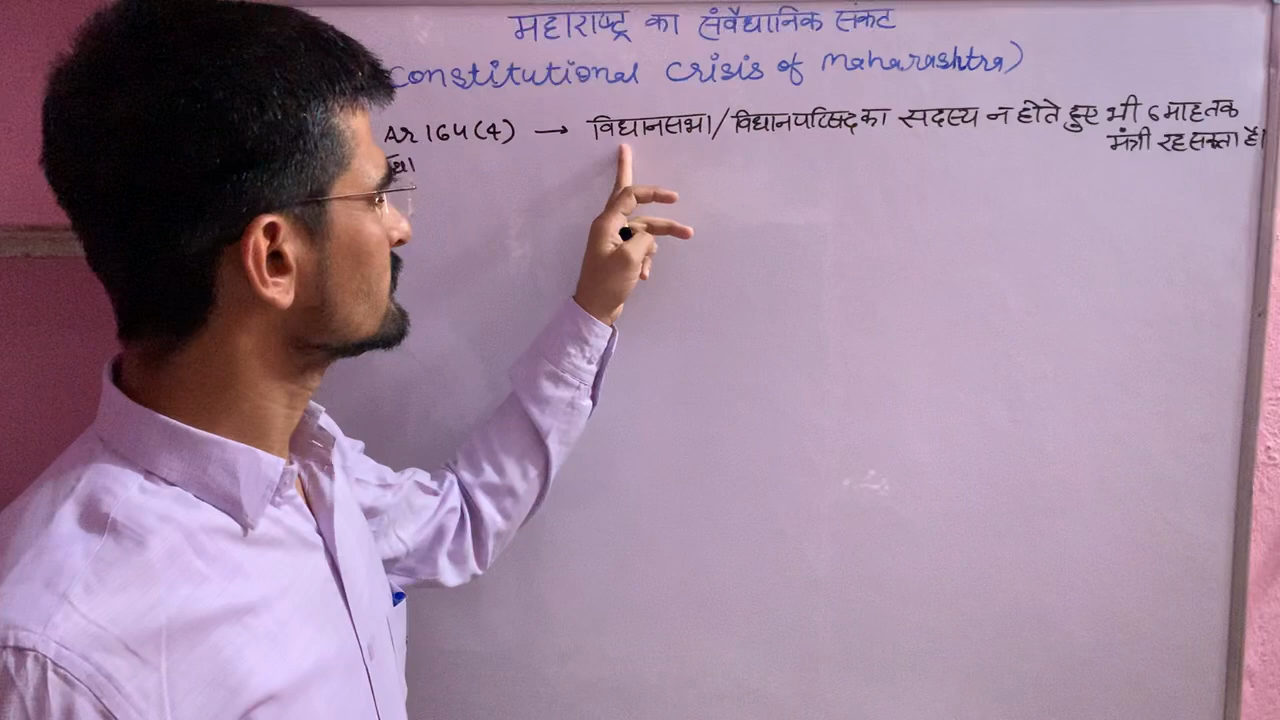 महाराष्ट्र का संवैधानिक संकट
Constitutional Crisis of Maharashtra)
Ar 164(4) → विधानसभा/विधानपरिषद का सदस्य न होते हुए भी 6 माह तक
मंत्री रह सकता है।